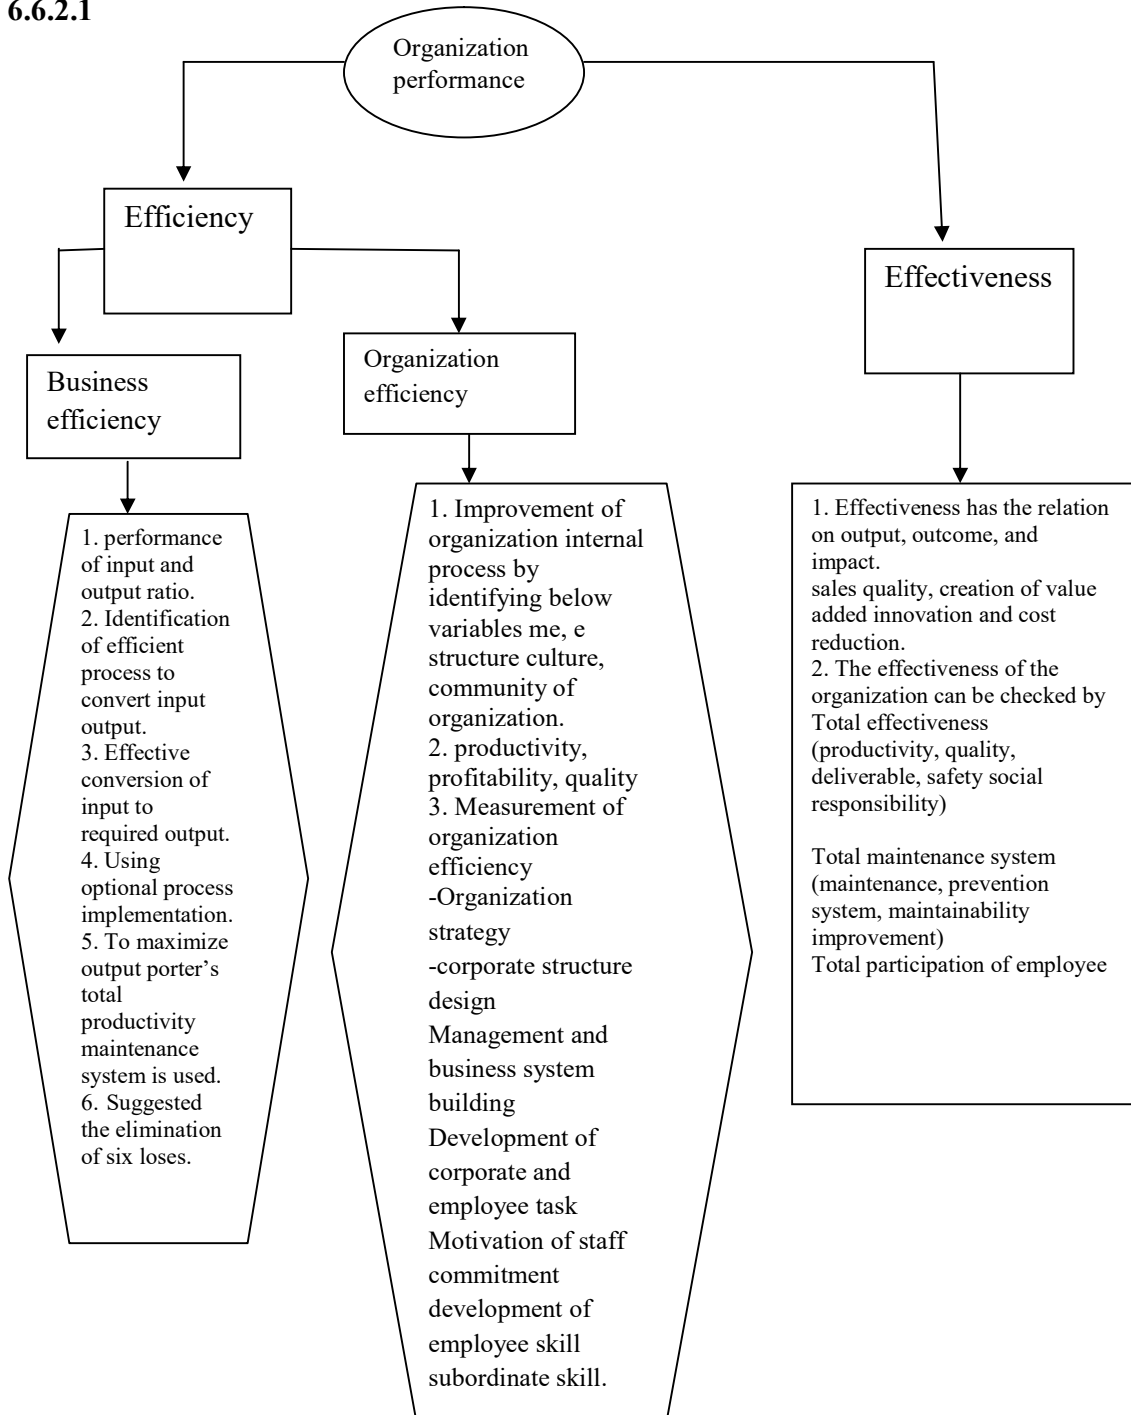 6.6.2.1
Organization
performance
Efficiency
Effectiveness
Business
efficiency
Organization
efficiency
1. performance
of input and
output ratio.
2. Identification
of efficient
process to
convert input
output.
3. Effective
conversion of
input to
required output.
4. Using
optional process
implementation.
5. To maximize
output porter’s
total
productivity
maintenance
system is used.
6. Suggested
the elimination
of six loses.
1. Improvement of
organization internal
process by
identifying below
variables me, e
structure culture,
community of
organization.
2. productivity,
profitability, quality
3. Measurement of
organization
efficiency
-Organization
strategy
-corporate structure
design
Management and
business system
building
Development of
corporate and
employee task
Motivation of staff
commitment
development of
employee skill
subordinate skill.
1. Effectiveness has the relation
on output, outcome, and
impact.
sales quality, creation of value
added innovation and cost
reduction.
2. The effectiveness of the
organization can be checked by
Total effectiveness
(productivity, quality,
deliverable, safety social
responsibility)
Total maintenance system
(maintenance, prevention
system, maintainability
improvement)
Total participation of employee